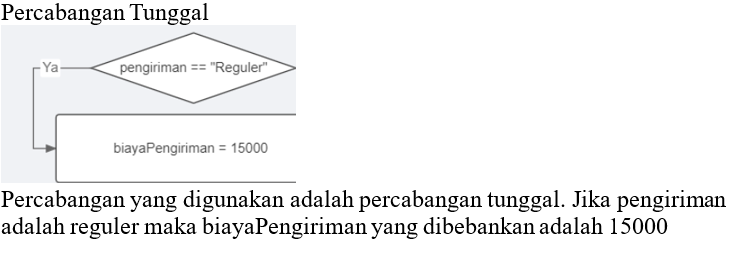 Percabangan Tunggal
Ya
pengiriman == "Reguler"
biayaPengiriman = 15000
Percabangan yang digunakan adalah percabangan tunggal. Jika pengiriman
adalah reguler maka biayaPengiriman yang dibebankan adalah 15000